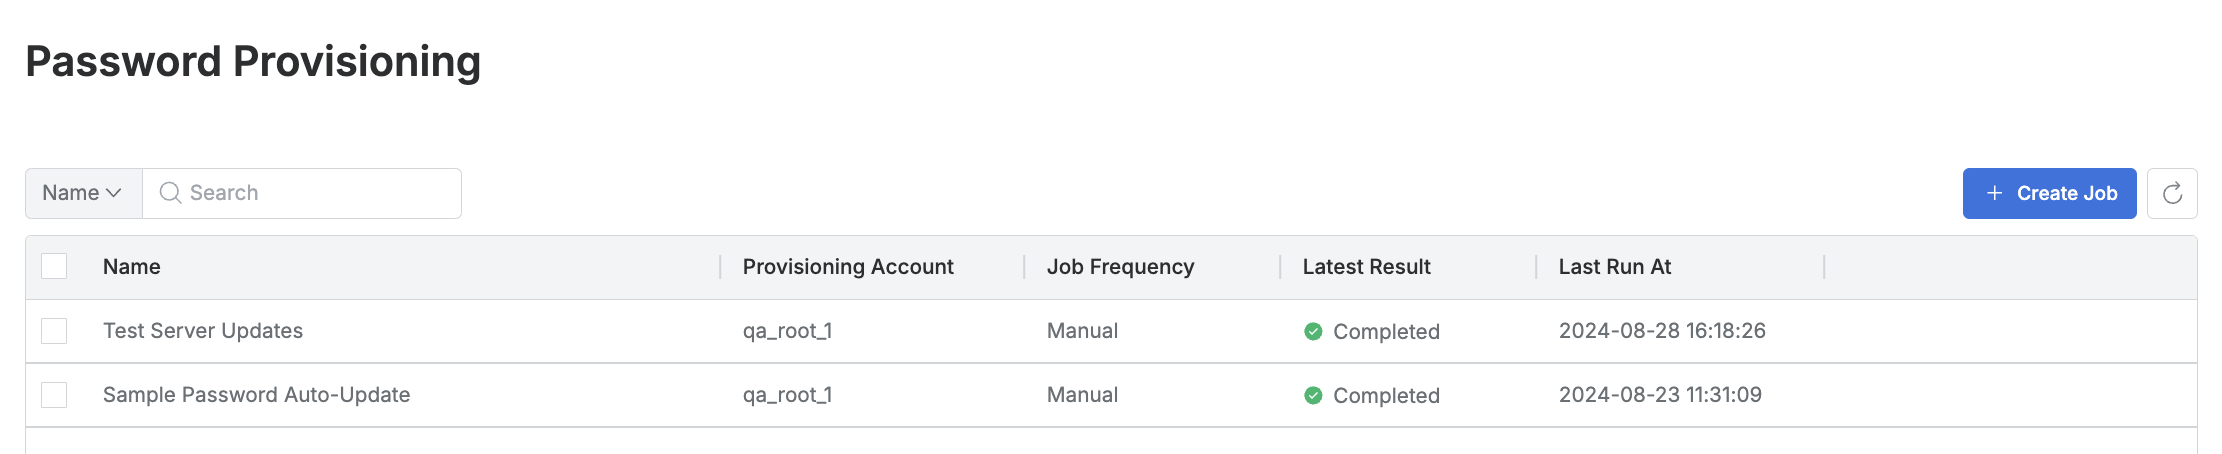 Password Provisioning
Name Search + Create Job
Name Provisioning Account Job Frequency Latest Result Last Run At
Test Server Updates qa_root_1 Manual Completed 2024-08-28 16:18:26
Sample Password Auto-Update qa_root_1 Manual Completed 2024-08-23 11:31:09